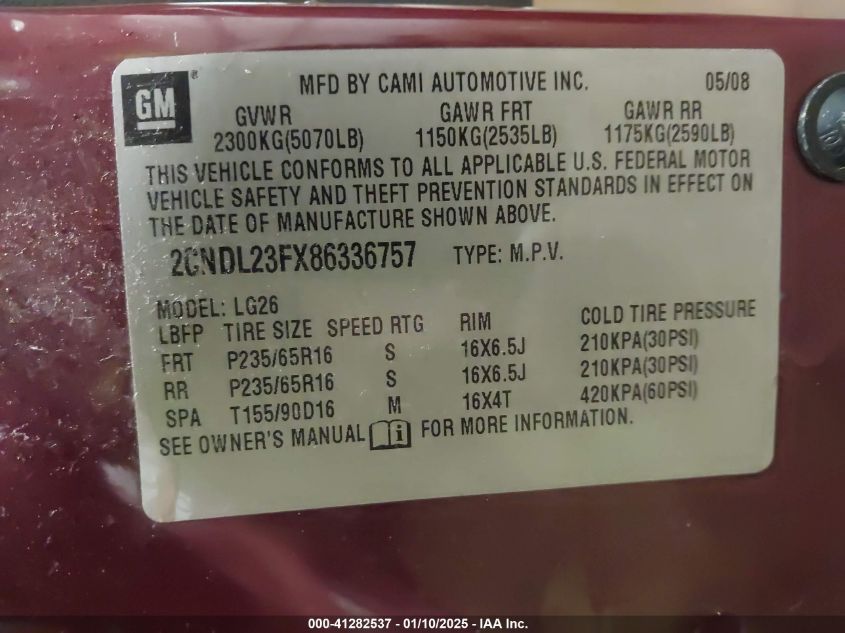 GM
MFD BY CAMI AUTOMOTIVE INC. 05/08
GVWR GAWR FRT GAWR RR
2300KG(5070LB) 1150KG(2535LB) 1175KG(2590LB)
THIS VEHICLE CONFORMS TO ALL APPLICABLE U.S. FEDERAL MOTOR
VEHICLE SAFETY AND THEFT PREVENTION STANDARDS IN EFFECT ON
THE DATE OF MANUFACTURE SHOWN ABOVE.
2CNDL23FX86336757 TYPE: M.P.V.
MODEL: LG26
LBFP TIRE SIZE SPEED RTG RIM COLD TIRE PRESSURE
FRT P235/65R16 S 16X6.5J 210KPA(30PSI)
RR P235/65R16 S 16X6.5J 210KPA(30PSI)
SPA T155/90D16 M 16X4T 420KPA(60PSI)
SEE OWNER'S MANUAL i FOR MORE INFORMATION.
000-41282537 - 01/10/2025 - IAA Inc.